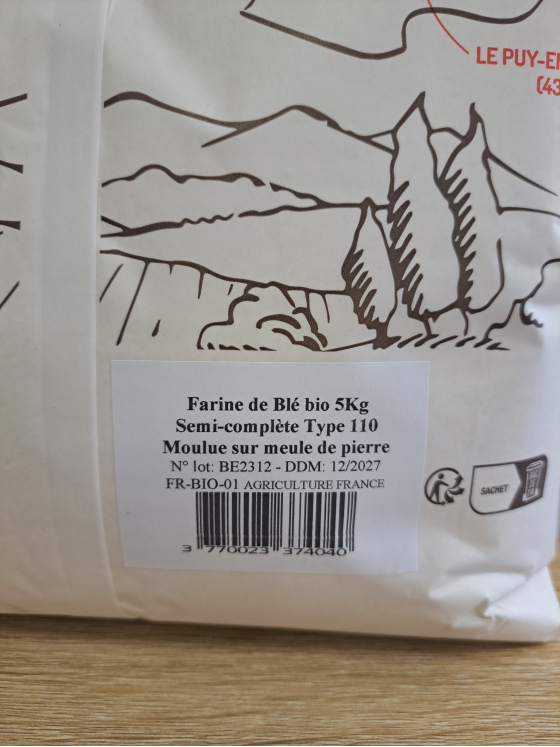 LE PUY-E
(43
Farine de Blé bio 5Kg
Semi-complète Type 110
Moulue sur meule de pierre
N° lot: BE2312 - DDM: 12/2027
FR-BIO-01 AGRICULTURE FRANCE
3 770023 374040
SACHET